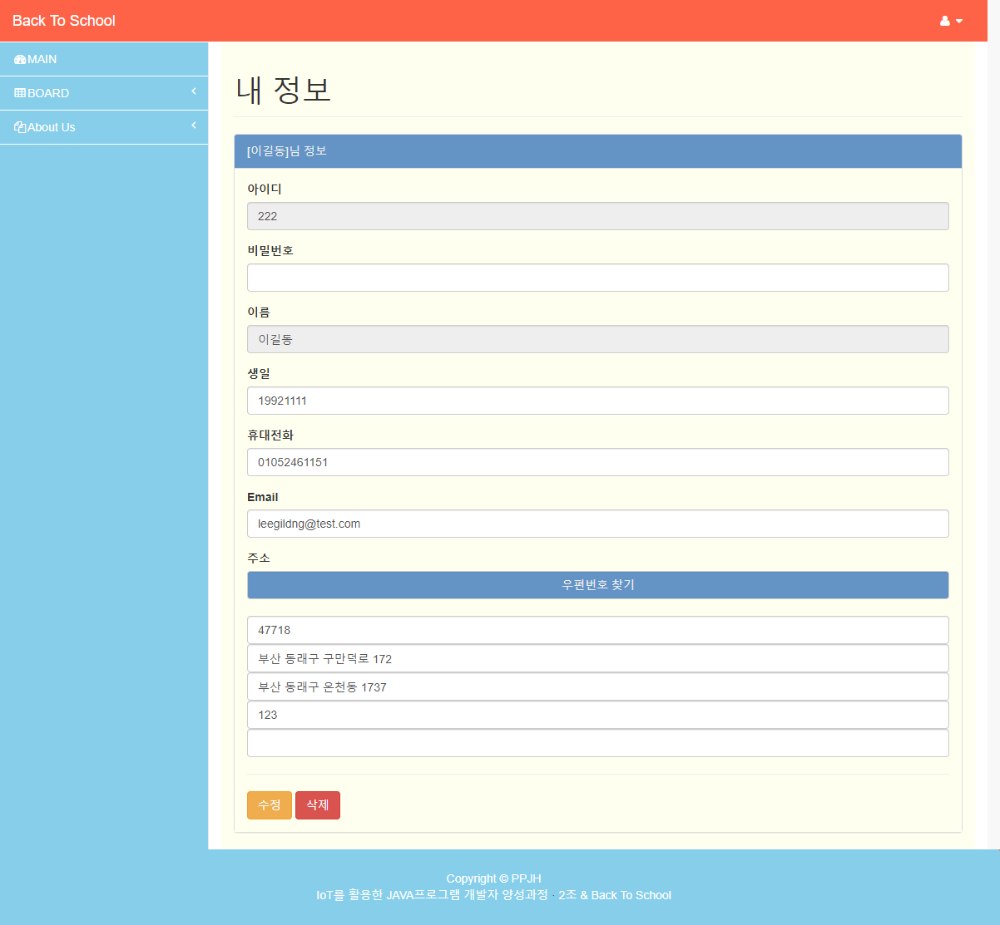 Back To School
MAIN
BOARD
About Us
내 정보
[이길동]님 정보
아이디
222
비밀번호
이름
이길동
생일
19921111
휴대전화
01052461151
Email
leegildng@test.com
주소
우편번호 찾기
47718
부산 동래구 구만덕로 172
부산 동래구 온천동 1737
123
수정 삭제
Copyright © PPJH
IoT를 활용한 JAVA프로그램 개발자 양성과정 · 2조 & Back To School